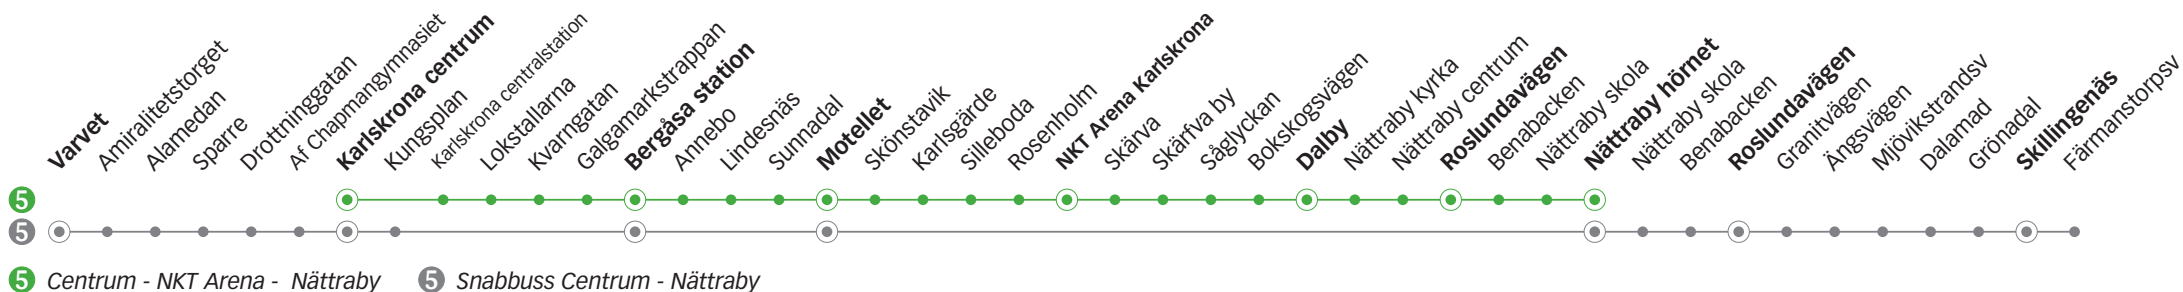 Varvet
Amiralitetstorget
Alamedan
Sparre
Drottninggatan
Af Chapmangymnasiet
Karlskrona centrum
Kungsplan
Karlskrona centralstation
Lokstallarna
Kvarngatan
Galgamarkstrappan
Bergåsa station
Annebo
Lindesnäs
Sunnadal
Motellet
Skönstavik
Karlsgärde
Silleboda
Rosenholm
NKT Arena Karlskrona
Skärva
Skärfva by
Såglyckan
Bokskogsvägen
Dalby
Nättraby kyrka
Nättraby centrum
Roslundavägen
Benabacken
Nättraby skola
Nättraby hörnet
Nättraby skola
Benabacken
Roslundavägen
Granitvägen
Ängsvägen
Mjövikstrandsv
Dalamad
Grönadal
Skillingenäs
Färmanstorpsv
5
5
5 Centrum - NKT Arena - Nättraby 5 Snabbuss Centrum - Nättraby